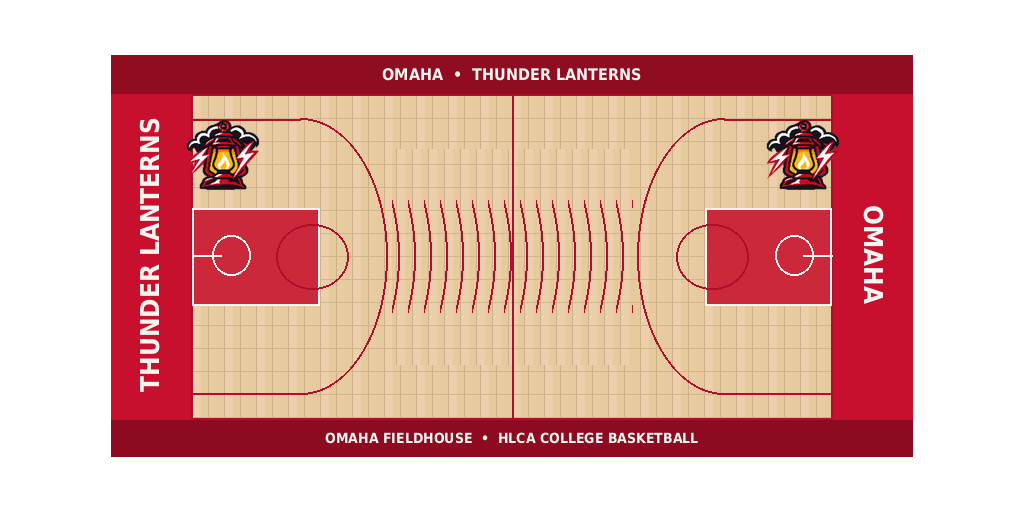 OMAHA • THUNDER LANTERNS
THUNDER LANTERNS
OMAHA
OMAHA FIELDHOUSE • HLCA COLLEGE BASKETBALL